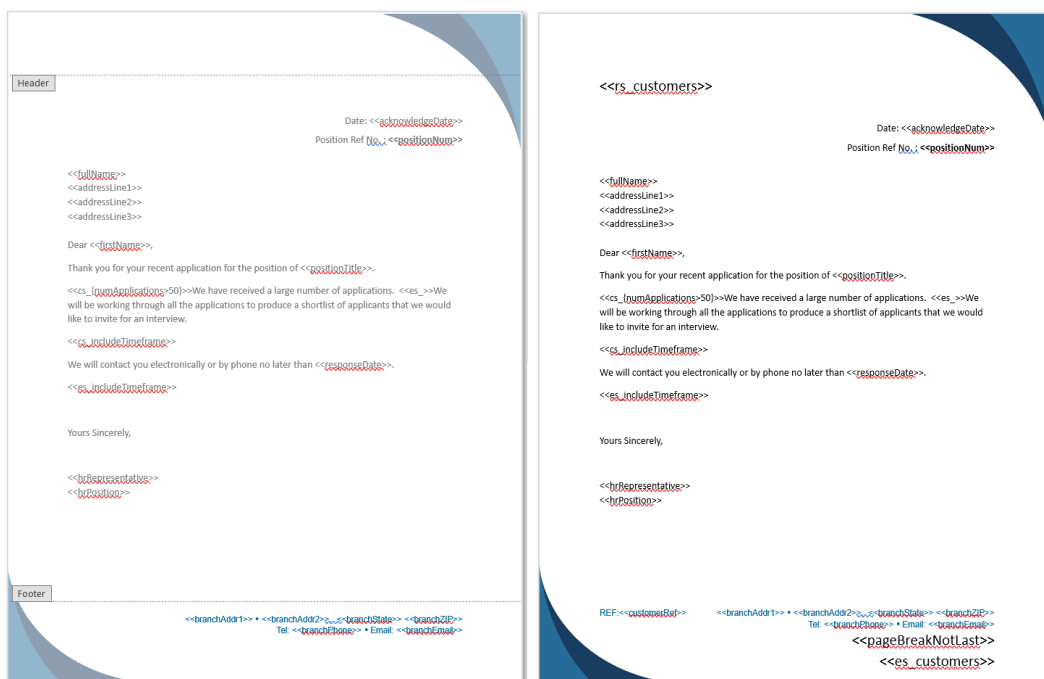 Header
Date: <<acknowledgeDate>>
Position Ref No. : <<positionNum>>
<<fullName>>
<<addressLine1>>
<<addressLine2>>
<<addressLine3>>
Dear <<firstName>>,
Thank you for your recent application for the position of <<positionTitle>>.
<<cs_{numApplications>50}>>We have received a large number of applications.  <<es_>>We
will be working through all the applications to produce a shortlist of applicants that we would
like to invite for an interview.
<<cs_includeTimeframe>>
We will contact you electronically or by phone no later than <<responseDate>>.
<<es_includeTimeframe>>
Yours Sincerely,
<<hrRepresentative>>
<<hrPosition>>
Footer
<<branchAddr1>> • <<branchAddr2>>, <<branchState>> <<branchZIP>>
Tel: <<branchPhone>> • Email: <<branchEmail>>
<<rs_customers>>
Date: <<acknowledgeDate>>
Position Ref No. : <<positionNum>>
<<fullName>>
<<addressLine1>>
<<addressLine2>>
<<addressLine3>>
Dear <<firstName>>,
Thank you for your recent application for the position of <<positionTitle>>.
<<cs_{numApplications>50}>>We have received a large number of applications.  <<es_>>We
will be working through all the applications to produce a shortlist of applicants that we would
like to invite for an interview.
<<cs_includeTimeframe>>
We will contact you electronically or by phone no later than <<responseDate>>.
<<es_includeTimeframe>>
Yours Sincerely,
<<hrRepresentative>>
<<hrPosition>>
REF:<<customerRef>> <<branchAddr1>> • <<branchAddr2>>, <<branchState>> <<branchZIP>>
Tel: <<branchPhone>> • Email: <<branchEmail>>
<<pageBreakNotLast>>
<<es_customers>>